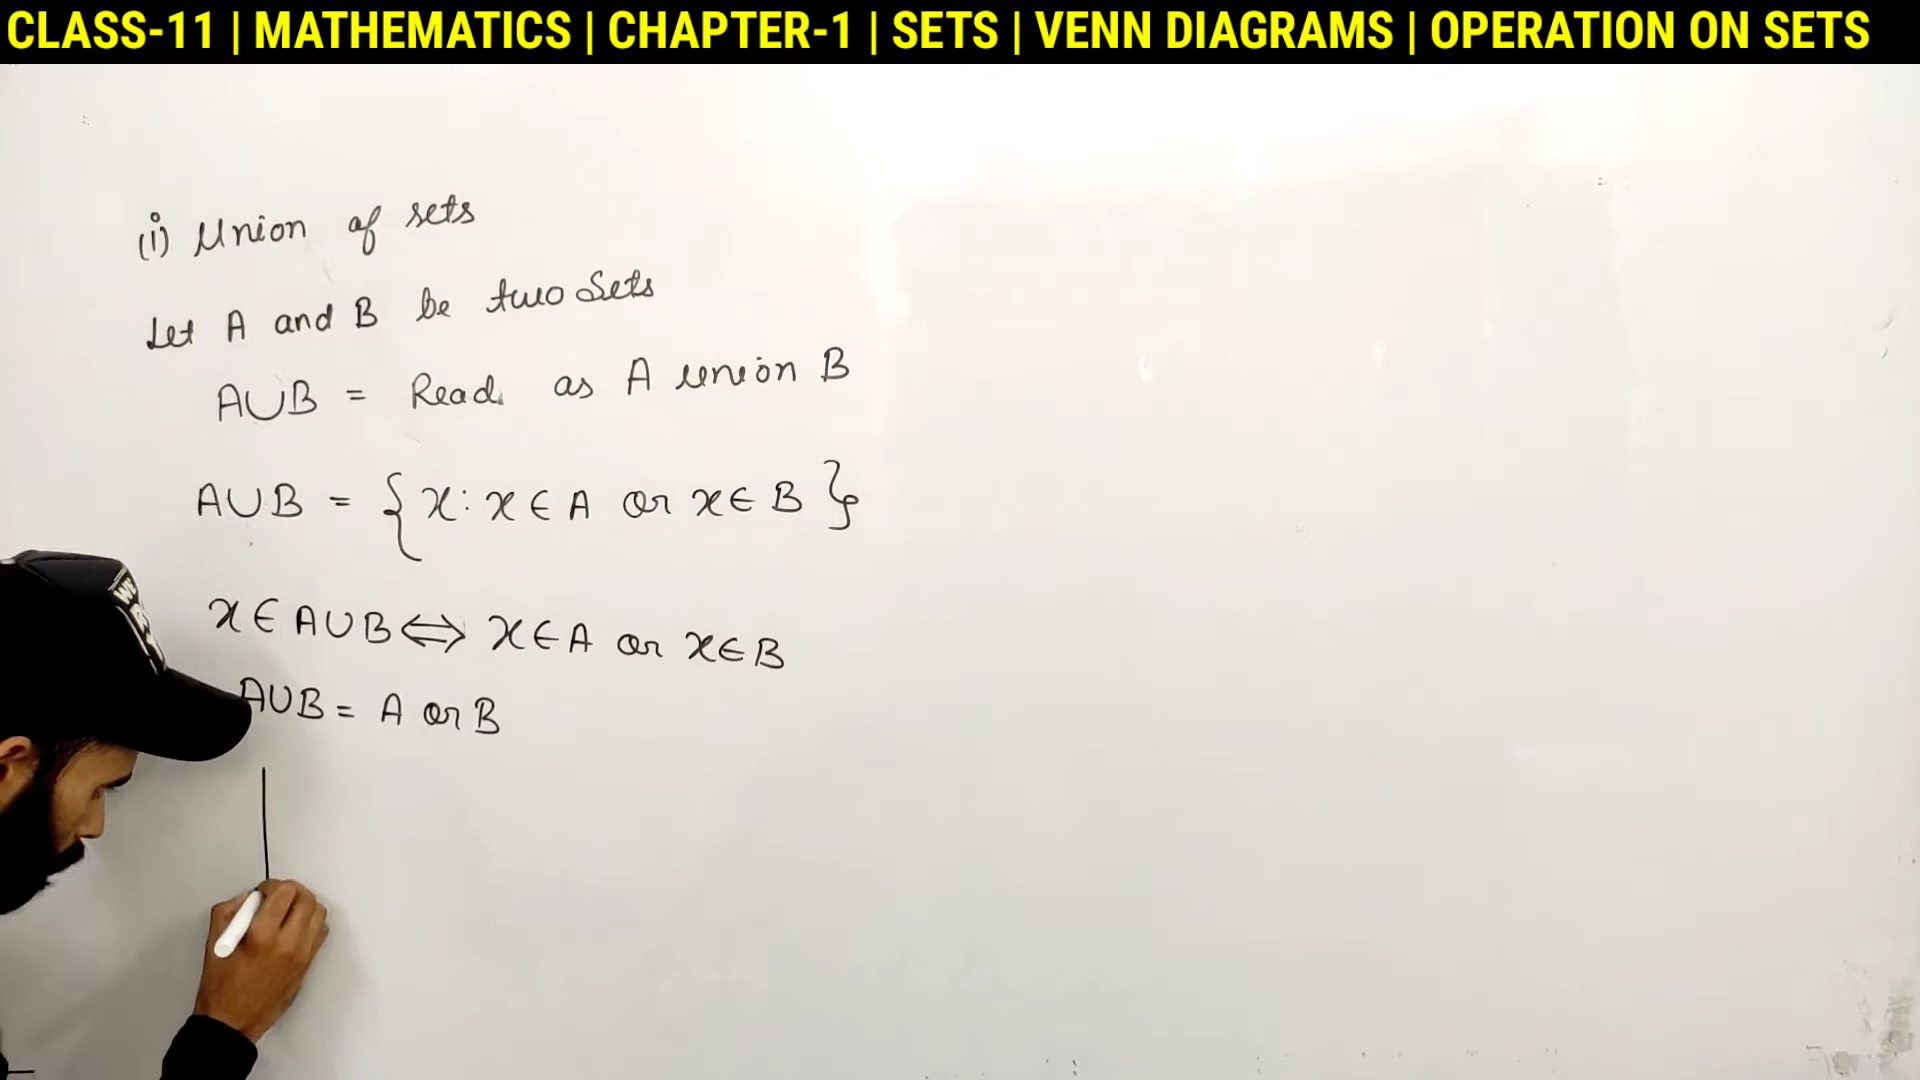 CLASS-11 | MATHEMATICS | CHAPTER-1 | SETS | VENN DIAGRAMS | OPERATION ON SETS
(i) Union of sets
Let A and B be two Sets
A∪B = Read as A union B
A∪B = {x: x∈A or x∈B}
x∈A∪B ⇔ x∈A or x∈B
A∪B = A or B